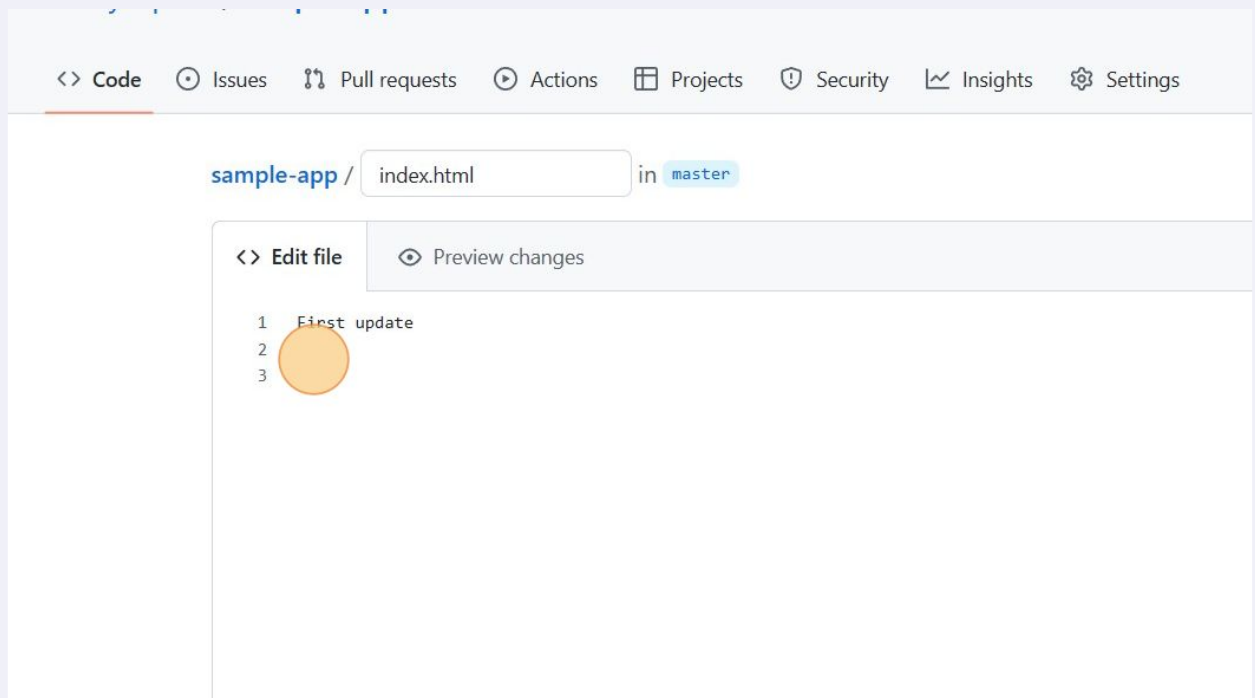 Code Issues Pull requests Actions Projects Security Insights Settings
sample-app / index.html in master
Edit file Preview changes
1 First update
2
3